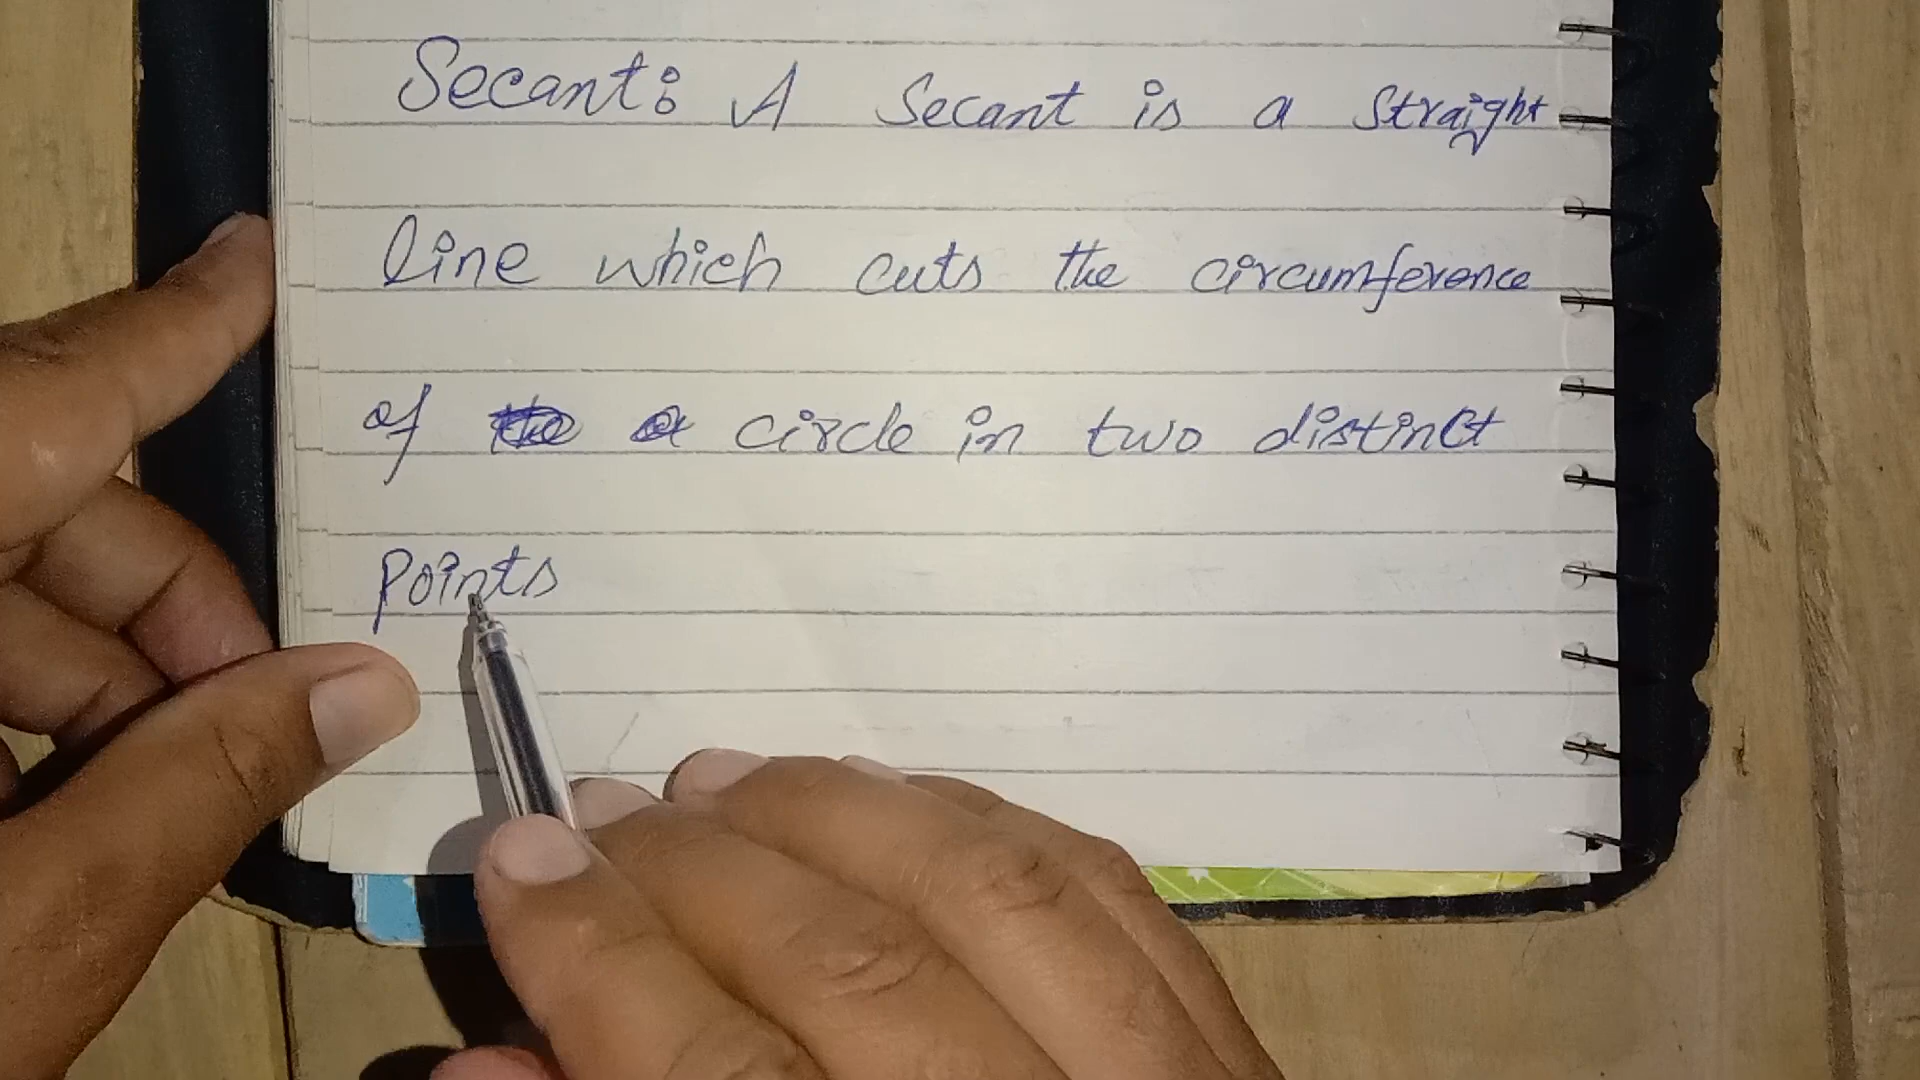 Secant: A Secant is a straight
line which cuts the circumference
of a circle in two distinct
Points